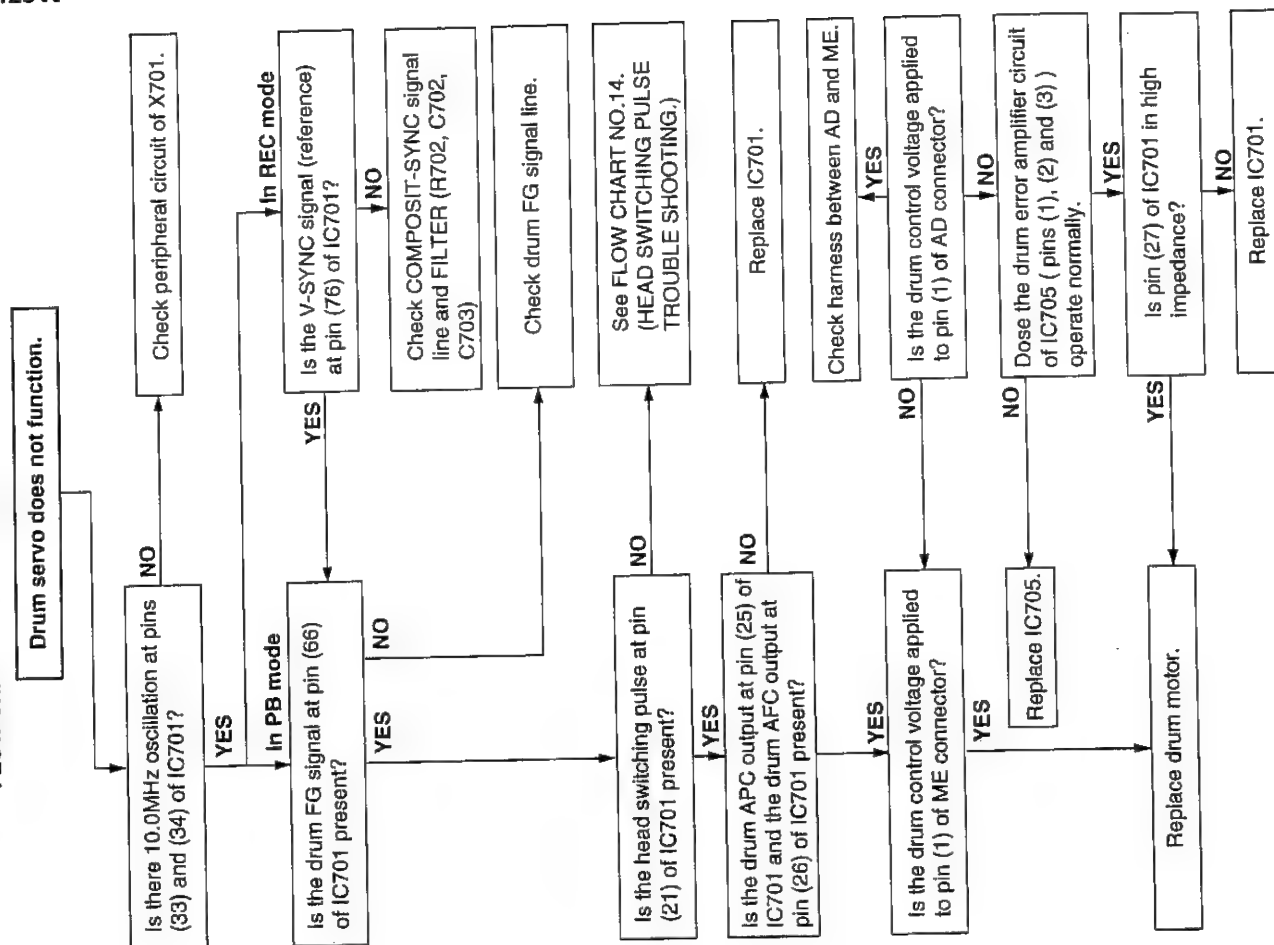 Drum servo does not function.
Is there 10.0MHz oscillation at pins
(33) and (34) of IC701?
NO
Check peripheral circuit of X701.
YES
In PB mode
In REC mode
Is the V-SYNC signal (reference)
at pin (76) of IC701?
YES
NO
Check COMPOSIT-SYNC signal
line and FILTER (R702, C702,
C703)
Is the drum FG signal at pin (66)
of IC701 present?
NO
Check drum FG signal line.
YES
Is the head switching pulse at pin
(21) of IC701 present?
NO
See FLOW CHART NO.14.
(HEAD SWITCHING PULSE
TROUBLE SHOOTING.)
YES
Is the drum APC output at pin (25) of
IC701 and the drum AFC output at
pin (26) of IC701 present?
NO
Replace IC701.
YES
Check harness between AD and ME.
YES
Is the drum control voltage applied
to pin (1) of ME connector?
NO
Is the drum control voltage applied
to pin (1) of AD connector?
YES
NO
Replace IC705.
NO
Dose the drum error amplifier circuit
of IC705 ( pins (1), (2) and (3) )
operate normally.
YES
Replace drum motor.
YES
Is pin (27) of IC701 in high
impedance?
NO
Replace IC701.